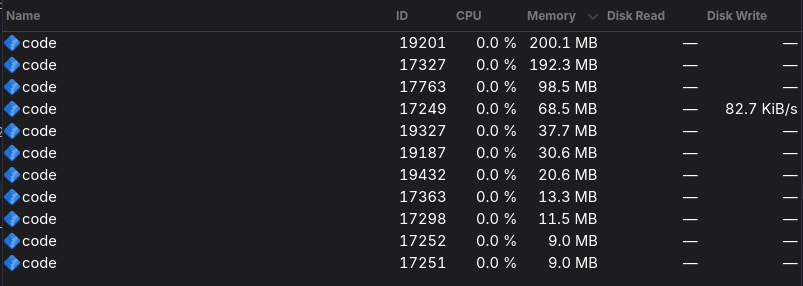 Name ID CPU Memory Disk Read Disk Write
code 19201 0.0 % 200.1 MB — —
code 17327 0.0 % 192.3 MB — —
code 17763 0.0 % 98.5 MB — —
code 17249 0.0 % 68.5 MB — 82.7 KiB/s
code 19327 0.0 % 37.7 MB — —
code 19187 0.0 % 30.6 MB — —
code 19432 0.0 % 20.6 MB — —
code 17363 0.0 % 13.3 MB — —
code 17298 0.0 % 11.5 MB — —
code 17252 0.0 % 9.0 MB — —
code 17251 0.0 % 9.0 MB — —